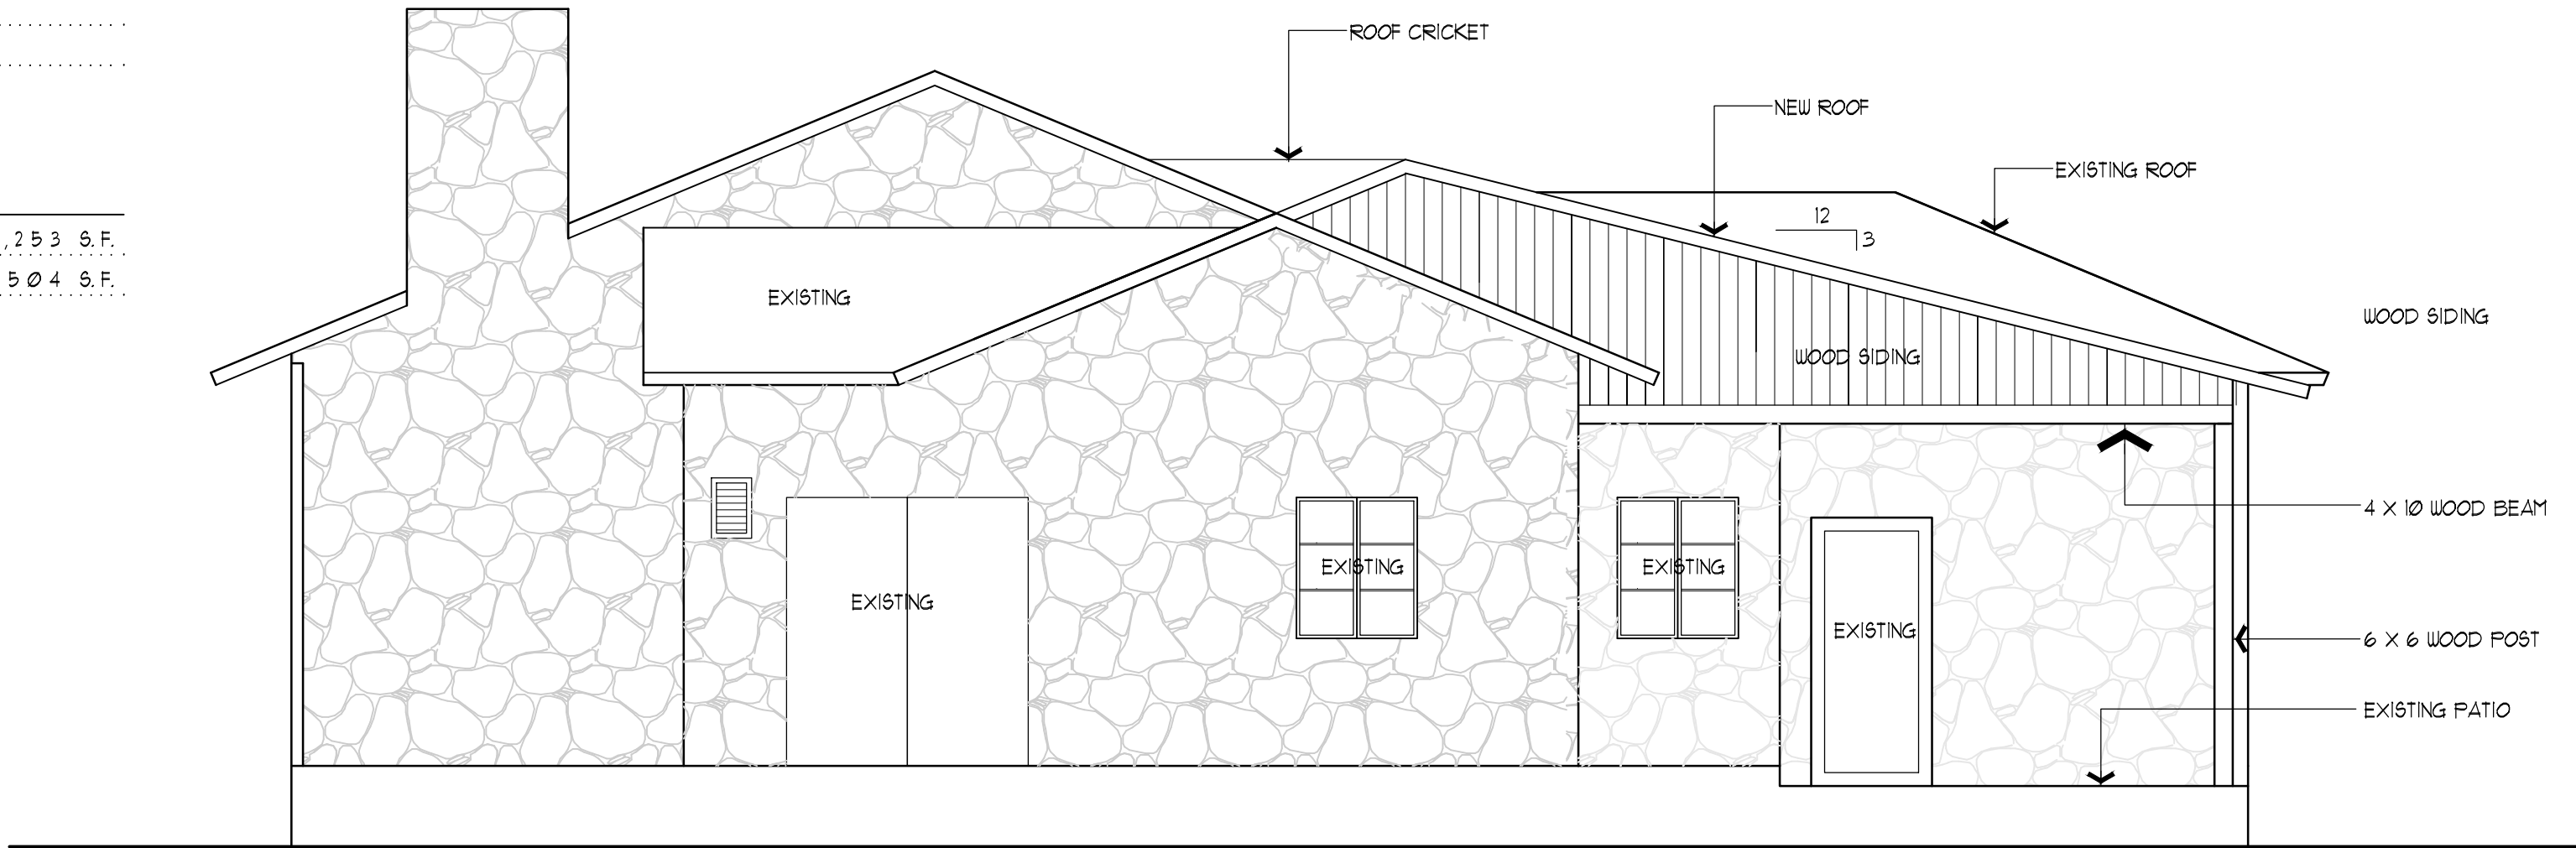 ROOF CRICKET
NEW ROOF
EXISTING ROOF
12
3
,253 S.F.
504 S.F.
EXISTING
WOOD SIDING
WOOD SIDING
4 X 10 WOOD BEAM
EXISTING
EXISTING
EXISTING
EXISTING
6 X 6 WOOD POST
EXISTING PATIO